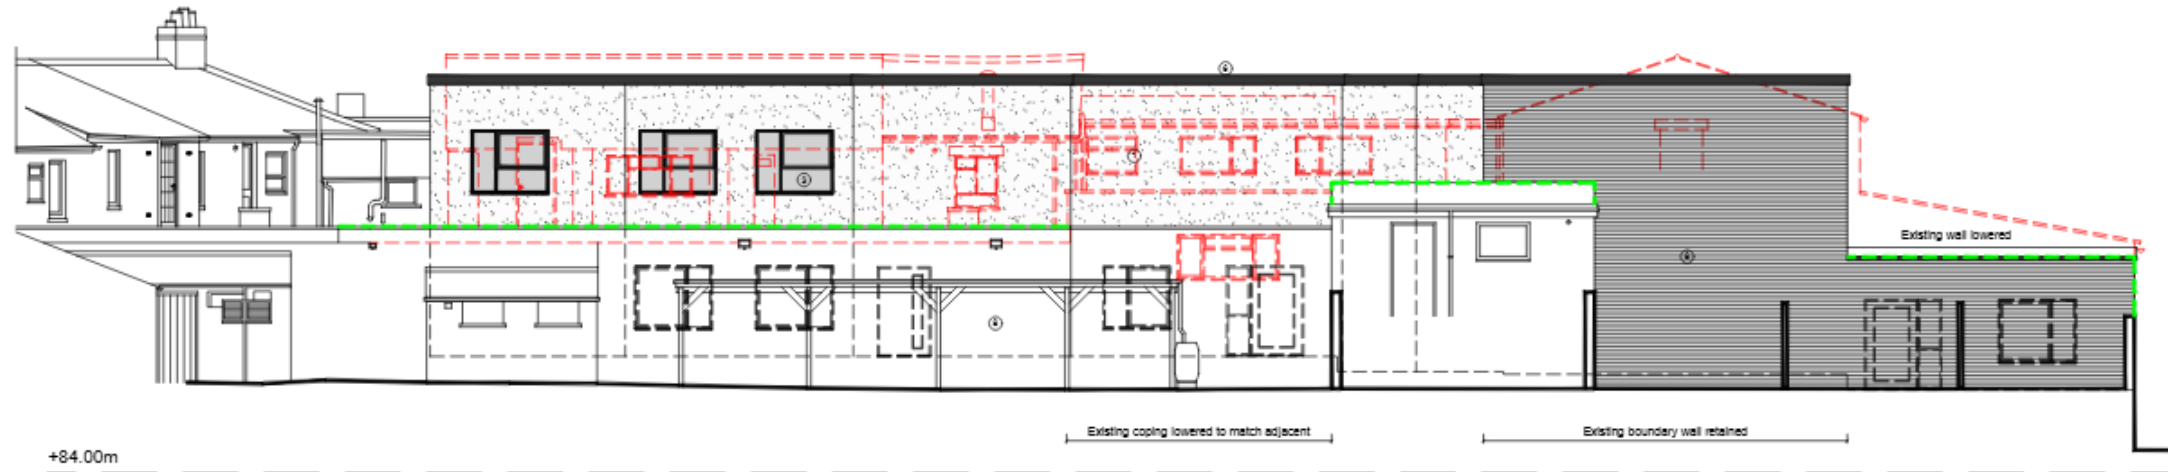 Existing wall lowered
Existing coping lowered to match adjacent
Existing boundary wall retained
+84.00m